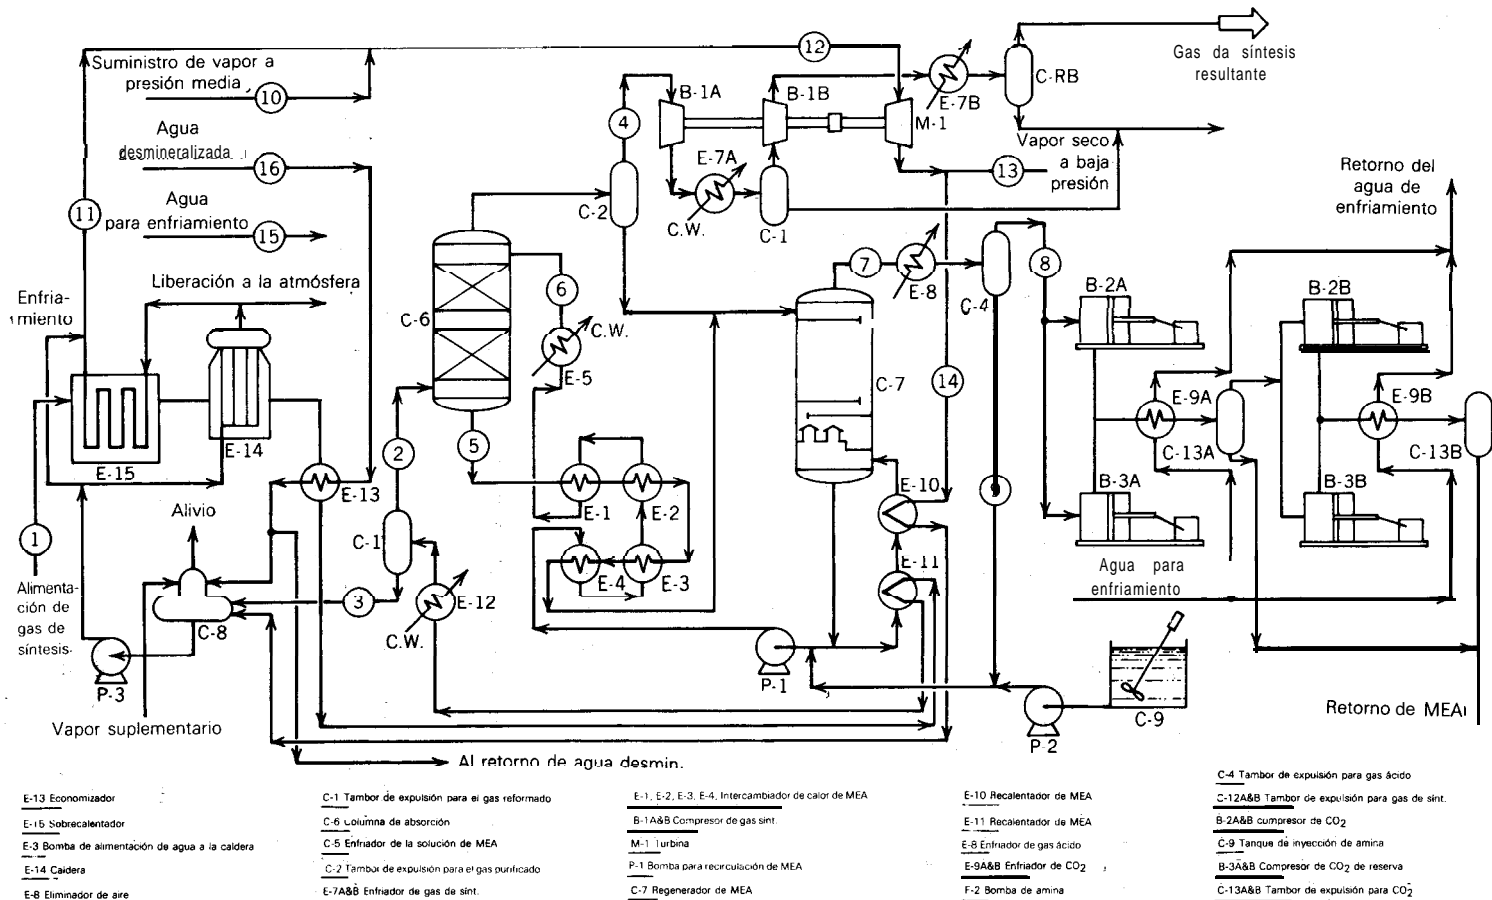 Suministro de vapor a
presión media
10
Agua
desmineralizada
16
Agua
para enfriamiento
15
11
12
Liberación a la atmósfera
Enfria-
miento
E-15
E-14
E-13
1
Alimenta-
ción de
gas de
síntesis
Alivio
C-8
P-3
Vapor suplementario
3
2
C-1
E-12
C.W.
Al retorno de agua desmin.
C-6
5
6
C.W.
E-5
E-1
E-2
E-4
E-3
C-2
4
B-1A
E-7A
C.W.
B-1B
C-1
M-1
E-7B
C-RB
Gas da síntesis
resultante
Vapor seco
a baja
presión
13
14
7
E-8
C-4
8
C-7
E-10
E-11
9
P-1
P-2
C-9
B-2A
B-3A
E-9A
C-13A
B-2B
B-3B
E-9B
C-13B
Retorno del
agua de
enfriamiento
Agua para
enfriamiento
Retorno de MEA
E-13 Economizador
E-15 Sobrecalentador
E-3 Bomba de alimentación de agua a la caldera
E-14 Caidera
E-8 Eliminador de aire
C-1 Tambor de expulsión para el gas reformado
C-6 Columna de absorción
C-5 Enfriador de la solución de MEA
C-2 Tambor de expulsión para el gas purificado
E-7A&B Enfriador de gas de sínt.
E-1, E-2, E-3, E-4, Intercambiador de calor de MEA
B-1A&B Compresor de gas sint.
M-1 Turbina
P-1 Bomba para recirculación de MEA
C-7 Regenerador de MEA
E-10 Recalentador de MEA
E-11 Recalentador de MEA
E-8 Enfriador de gas ácido
E-9A&B Enfriador de CO2
F-2 Bomba de amina
C-4 Tambor de expulsión para gas ácido
C-12A&B Tambor de expulsión para gas de sint.
B-2A&B cumpresor de CO2
C-9 Tanque de inyección de amina
B-3A&B Compresor de CO2 de reserva
C-13A&B Tambor de expulsión para CO2